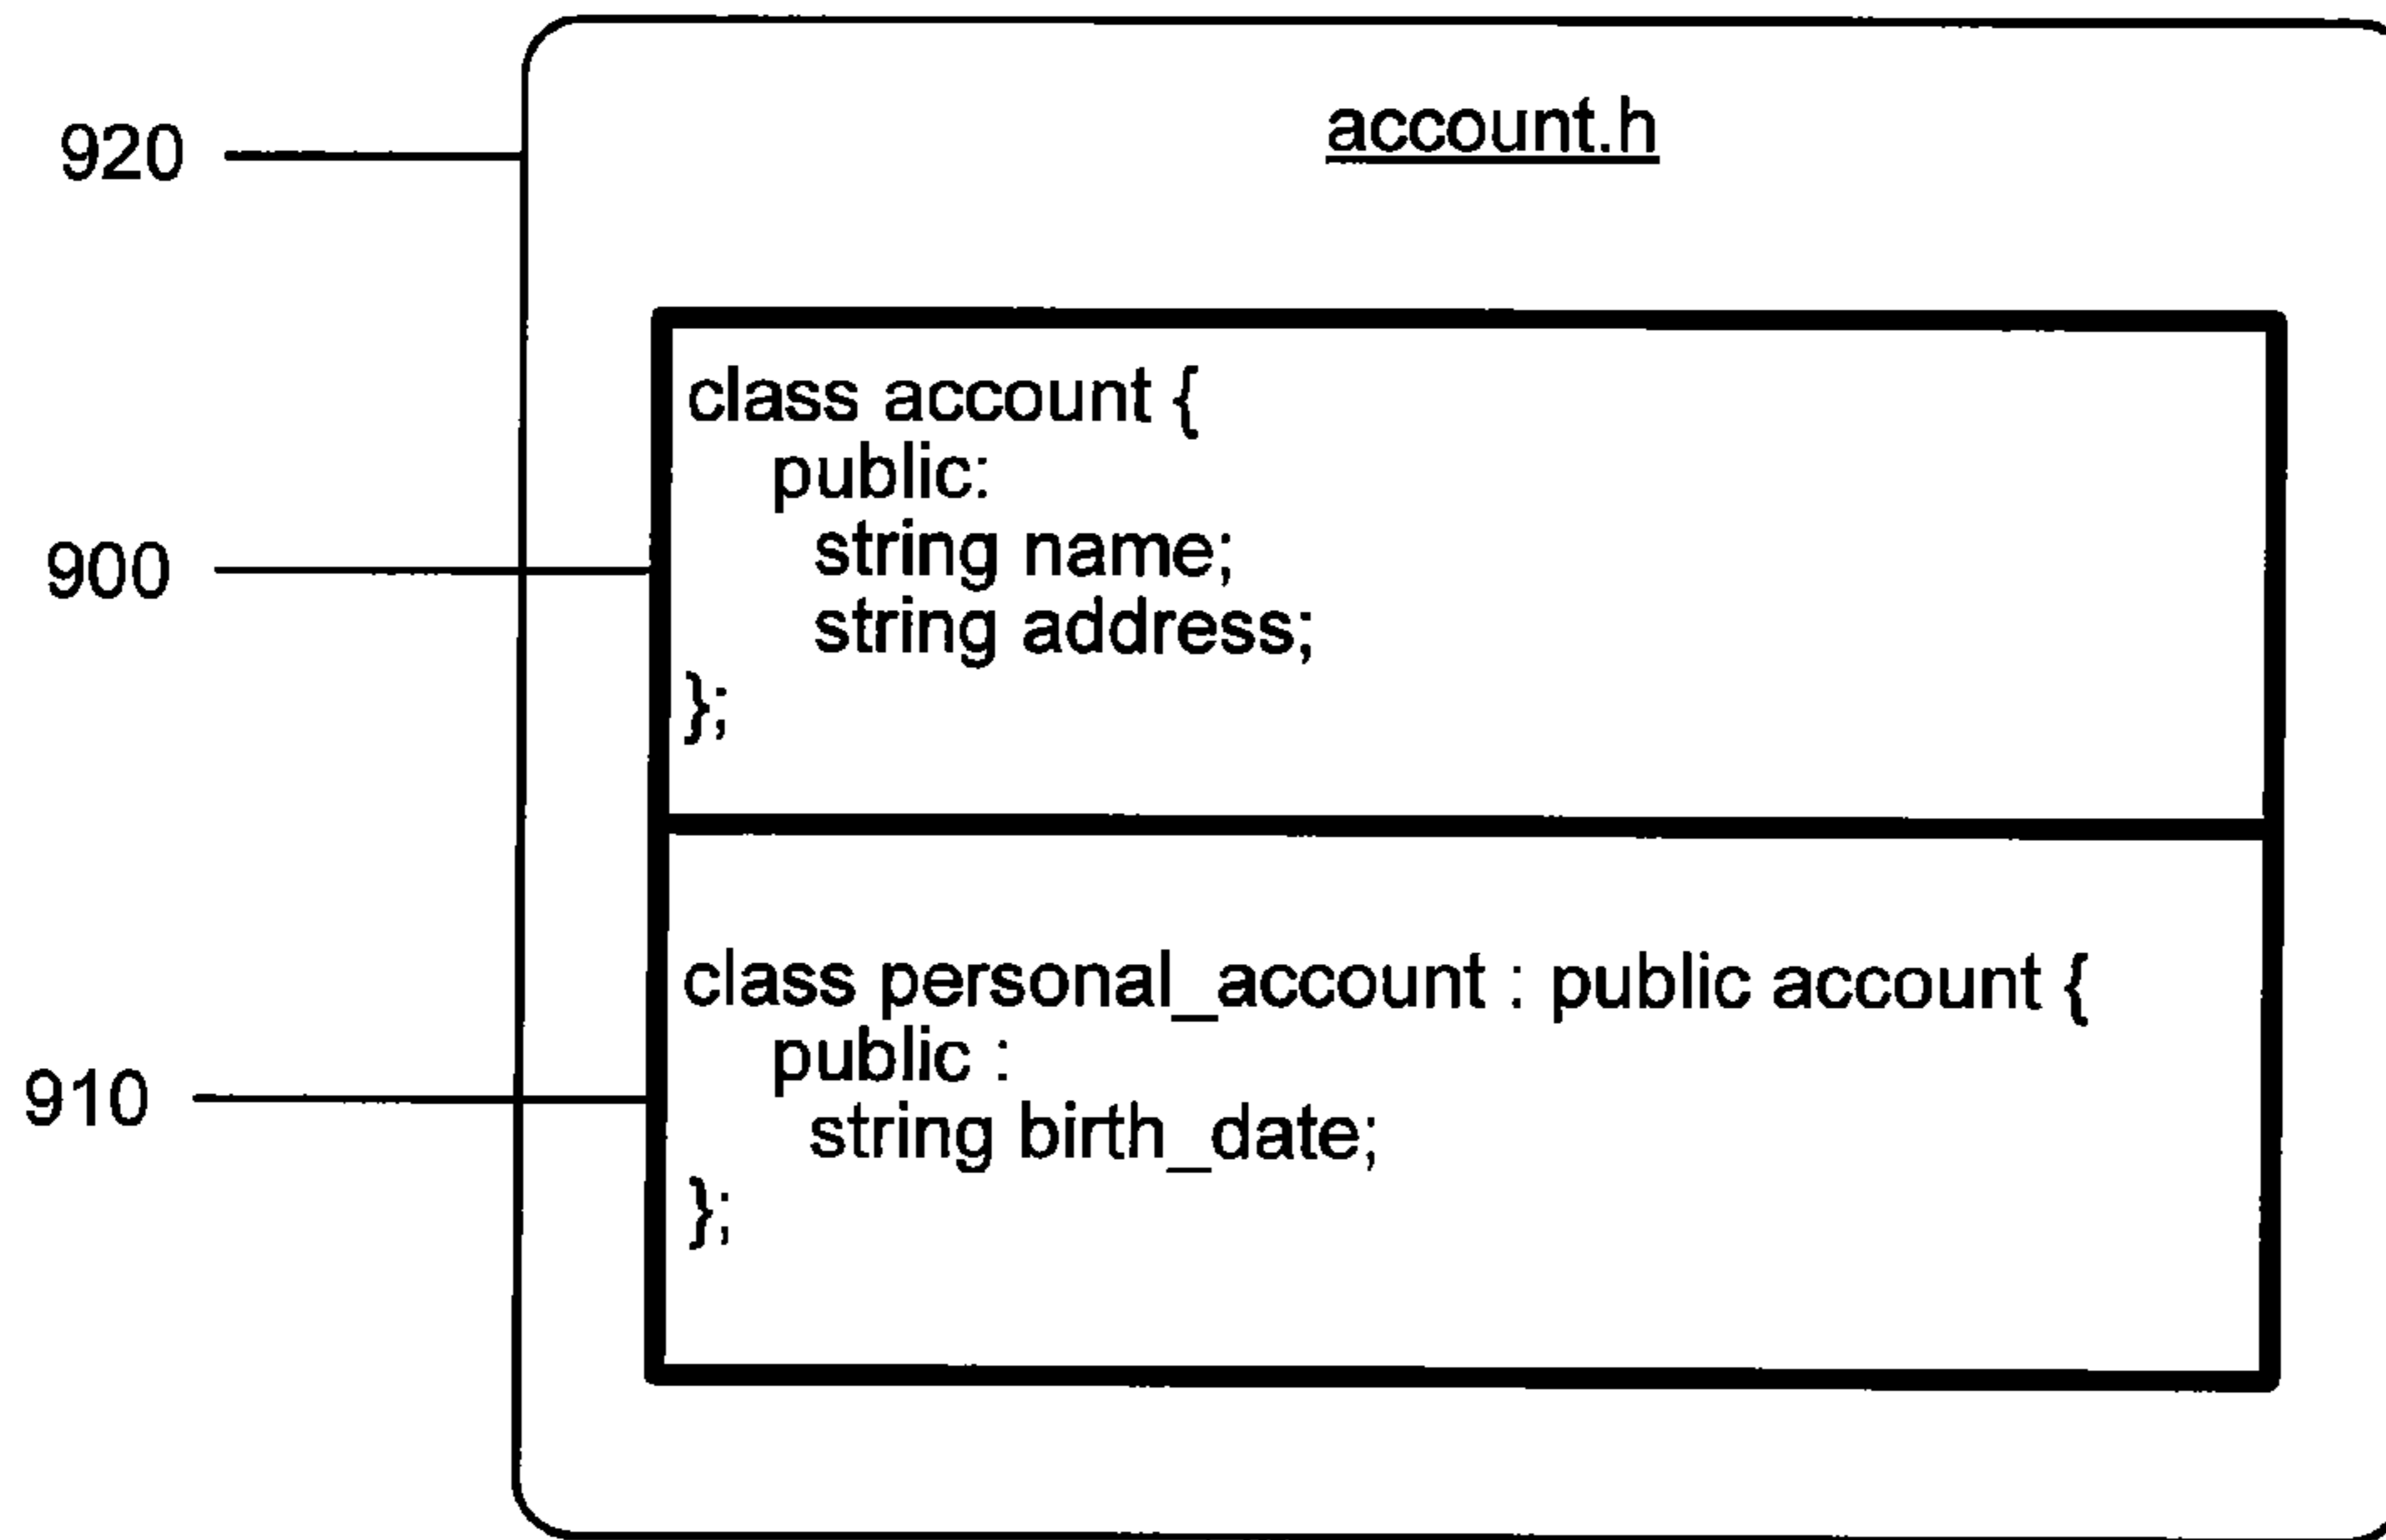 920
account.h
class account {
public:
900
string name;
string address;
};
class personal_account : public account {
public :
910
string birth_date;
};